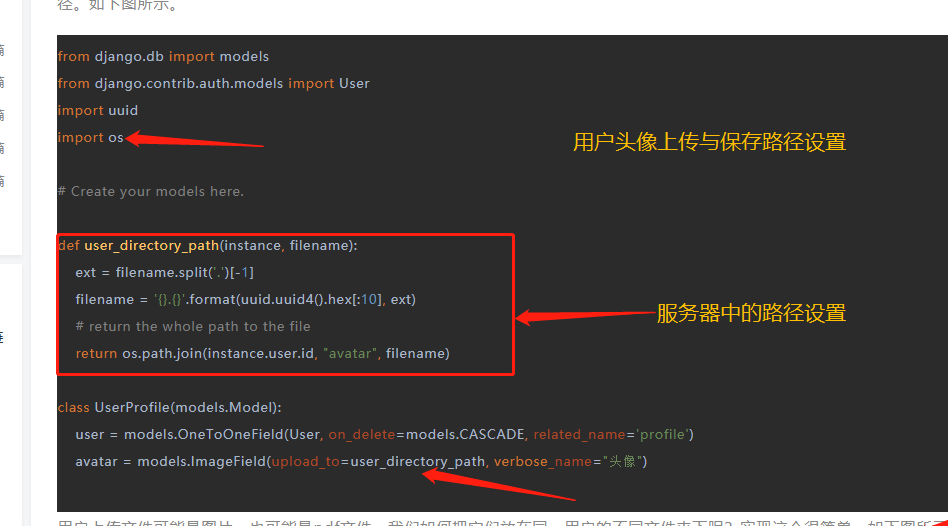 径。如下图所示。
from django.db import models
from django.contrib.auth.models import User
import uuid
import os
用户头像上传与保存路径设置
# Create your models here.
def user_directory_path(instance, filename):
ext = filename.split('.')[-1]
filename = '{}.{}'.format(uuid.uuid4().hex[:10], ext)
服务器中的路径设置
# return the whole path to the file
return os.path.join(instance.user.id, "avatar", filename)
class UserProfile(models.Model):
user = models.OneToOneField(User, on_delete=models.CASCADE, related_name='profile')
avatar = models.ImageField(upload_to=user_directory_path, verbose_name="头像")